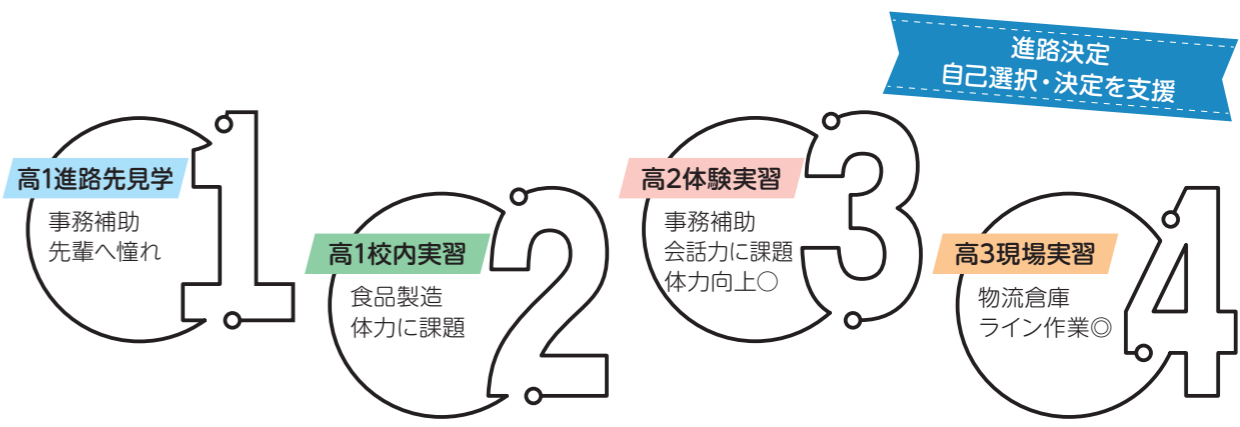 進路決定
自己選択・決定を支援
1
高1進路先見学
事務補助
先輩へ憧れ
2
高1校内実習
食品製造
体力に課題
3
高2体験実習
事務補助
会話力に課題
体力向上○
4
高3現場実習
物流倉庫
ライン作業◎